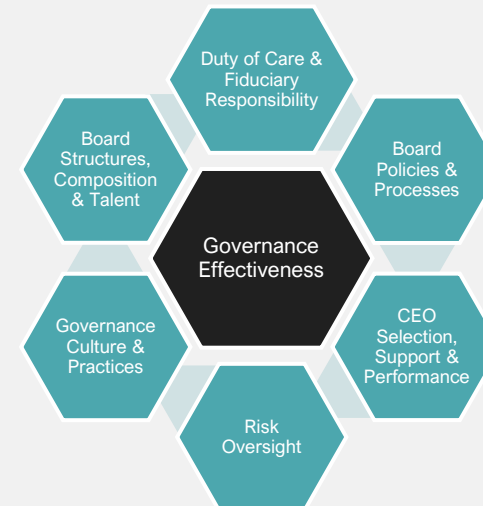 Duty of Care &
Fiduciary
Responsibility
Board
Policies &
Processes
CEO
Selection,
Support &
Performance
Risk
Oversight
Governance
Culture &
Practices
Board
Structures,
Composition
& Talent
Governance
Effectiveness